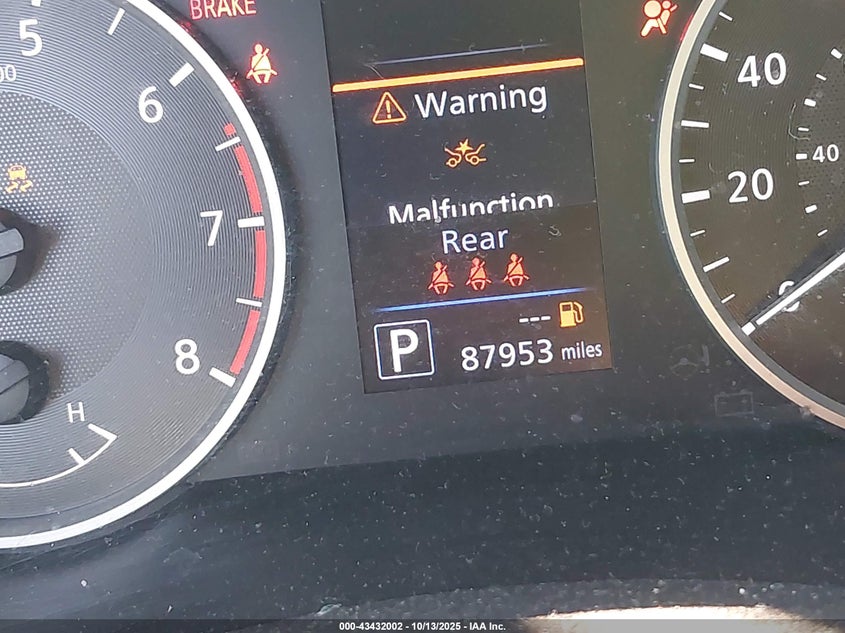 BRAKE
5
6
7
8
H
Warning
Malfunction
Rear
---
P
87953 miles
40
20
0
40
000-43432002 - 10/13/2025 - IAA Inc.